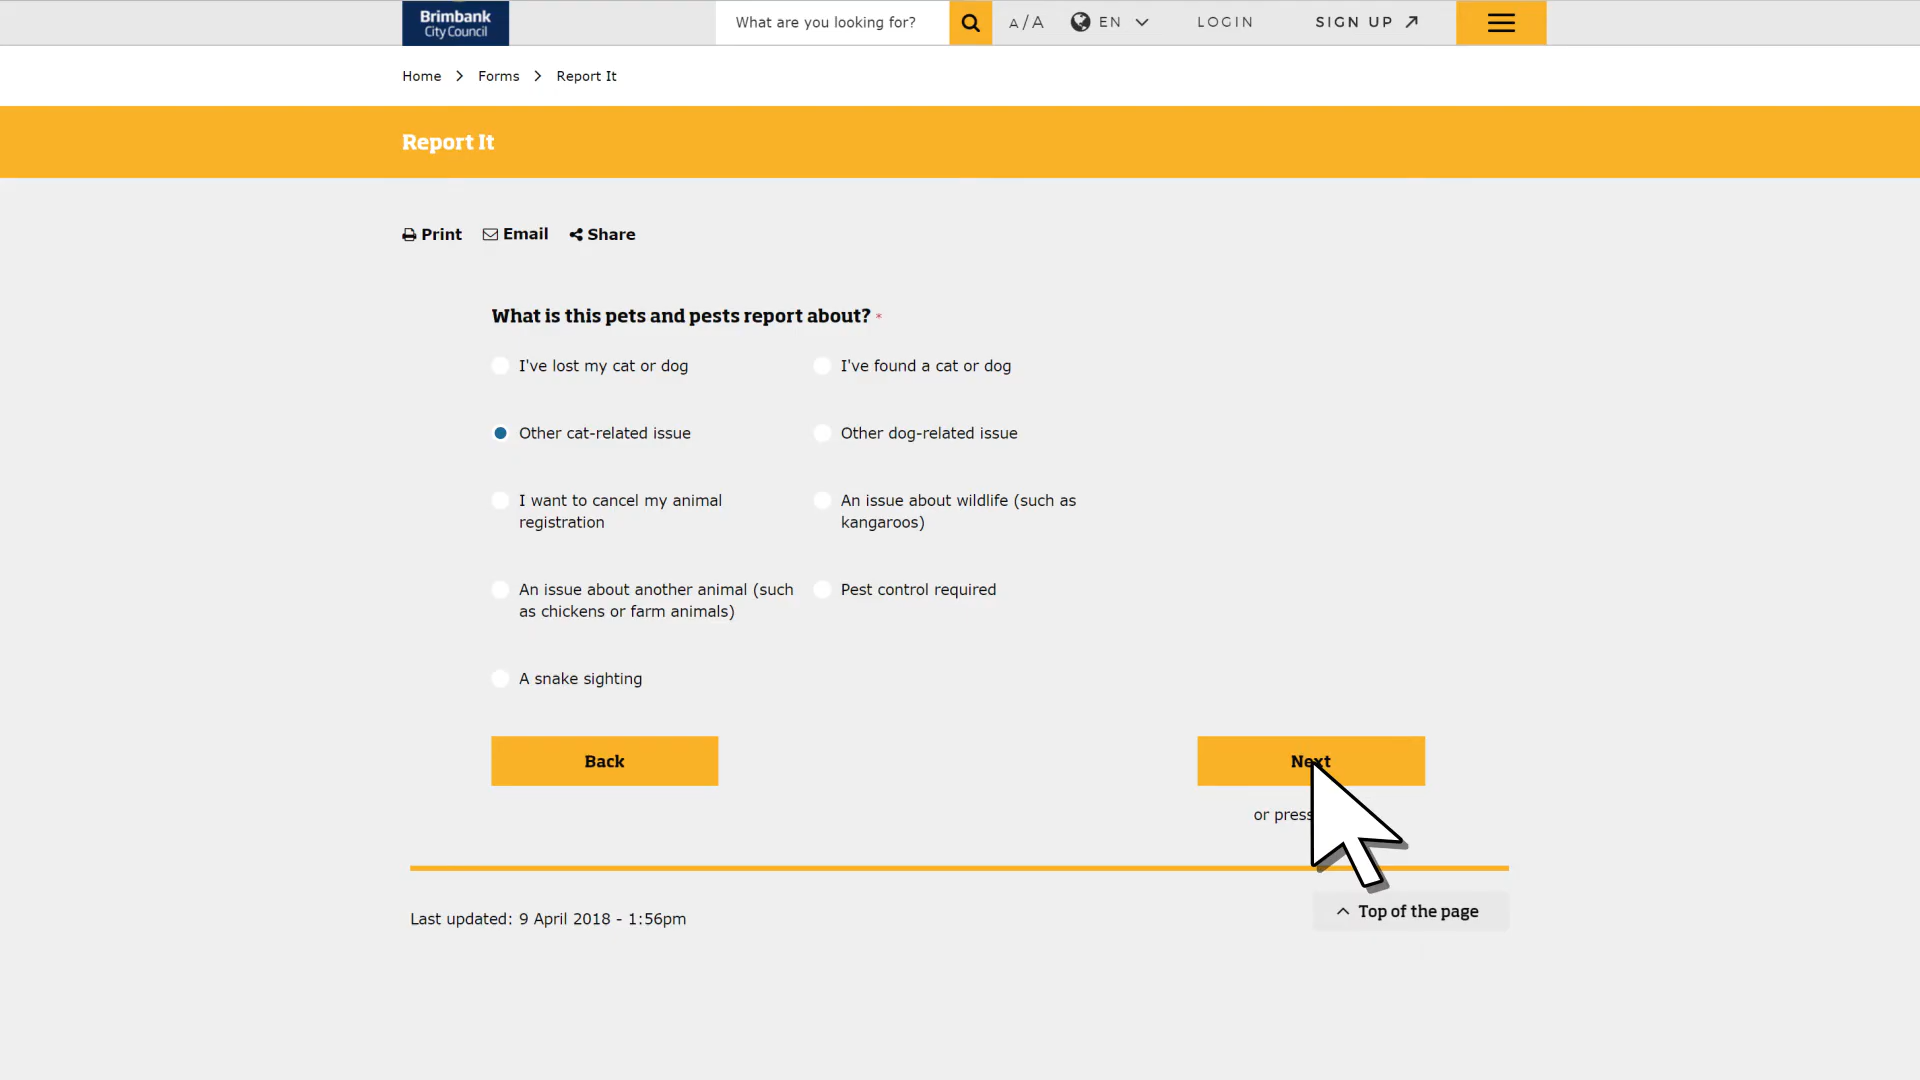 Brimbank
City Council
What are you looking for?
A/A
EN
LOGIN
SIGN UP
Home > Forms > Report It
Report It
Print
Email
Share
What is this pets and pests report about? *
I've lost my cat or dog
I've found a cat or dog
Other cat-related issue
Other dog-related issue
I want to cancel my animal
registration
An issue about wildlife (such as
kangaroos)
An issue about another animal (such
as chickens or farm animals)
Pest control required
A snake sighting
Back
Next
or press
Last updated: 9 April 2018 - 1:56pm
Top of the page